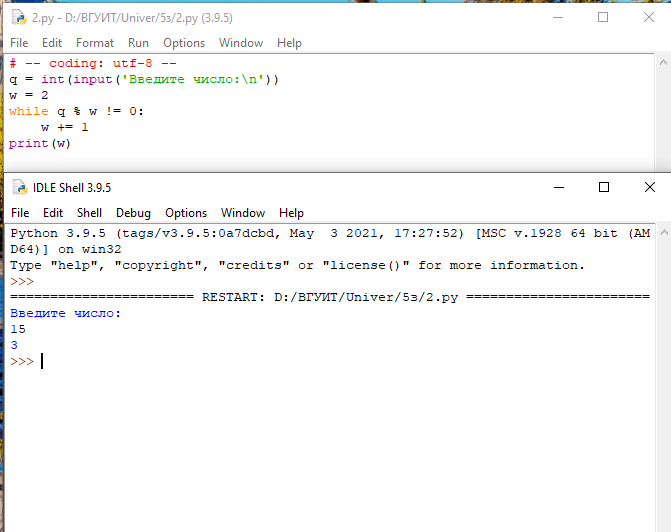 2.py - D:/ВГУИТ/Univer/5з/2.py (3.9.5)
File Edit Format Run Options Window Help
# -- coding: utf-8 --
q = int(input('Введите число:\n'))
w = 2
while q % w != 0:
    w += 1
print(w)
IDLE Shell 3.9.5
File Edit Shell Debug Options Window Help
Python 3.9.5 (tags/v3.9.5:0a7dcbd, May  3 2021, 17:27:52) [MSC v.1928 64 bit (AM
D64)] on win32
Type "help", "copyright", "credits" or "license()" for more information.
>>>
======================= RESTART: D:/ВГУИТ/Univer/5з/2.py =======================
Введите число:
15
3
>>>